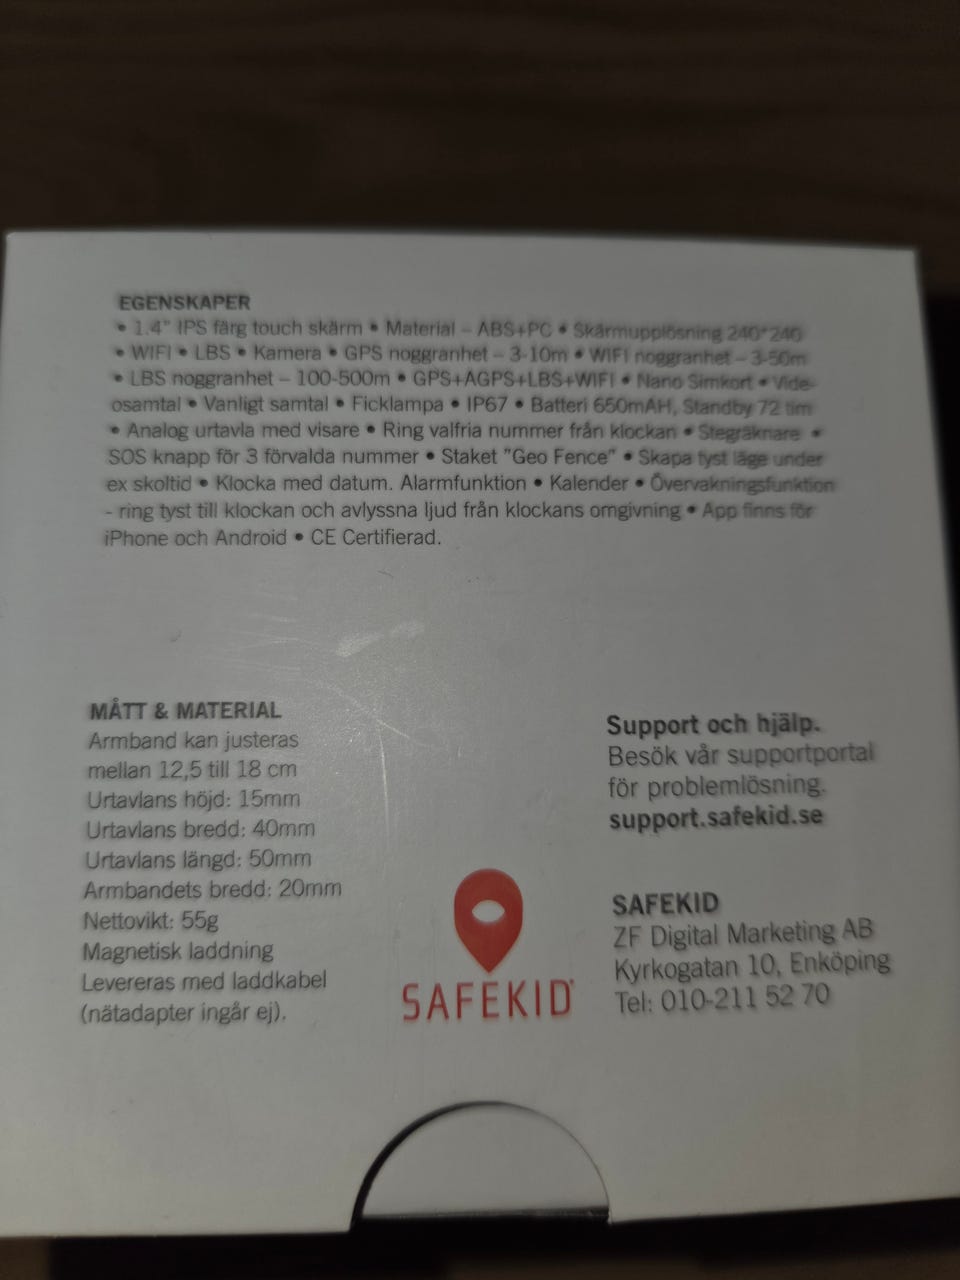 EGENSKAPER
• 1.4" IPS färg touch skärm • Material – ABS+PC • Skärmupplösning 240*240
• WIFI • LBS • Kamera • GPS noggranhet – 3-10m • WIFI noggranhet – 3-50m
• LBS noggranhet – 100-500m • GPS+AGPS+LBS+WIFI • Nano Simkort • Vide-
osamtal • Vanligt samtal • Ficklampa • IP67 • Batteri 650mAH, Standby 72 tim
• Analog urtavla med visare • Ring valfria nummer från klockan • Stegräknare •
SOS knapp för 3 förvalda nummer • Staket "Geo Fence" • Skapa tyst läge under
ex skoltid • Klocka med datum. Alarmfunktion • Kalender • Övervakningsfunktion
- ring tyst till klockan och avlyssna ljud från klockans omgivning • App finns för
iPhone och Android • CE Certifierad.
MÅTT & MATERIAL
Armband kan justeras
mellan 12,5 till 18 cm
Urtavlans höjd: 15mm
Urtavlans bredd: 40mm
Urtavlans längd: 50mm
Armbandets bredd: 20mm
Nettovikt: 55g
Magnetisk laddning
Levereras med laddkabel
(nätadapter ingår ej).
SAFEKID®
Support och hjälp.
Besök vår supportportal
för problemlösning.
support.safekid.se
SAFEKID
ZF Digital Marketing AB
Kyrkogatan 10, Enköping
Tel: 010-211 52 70